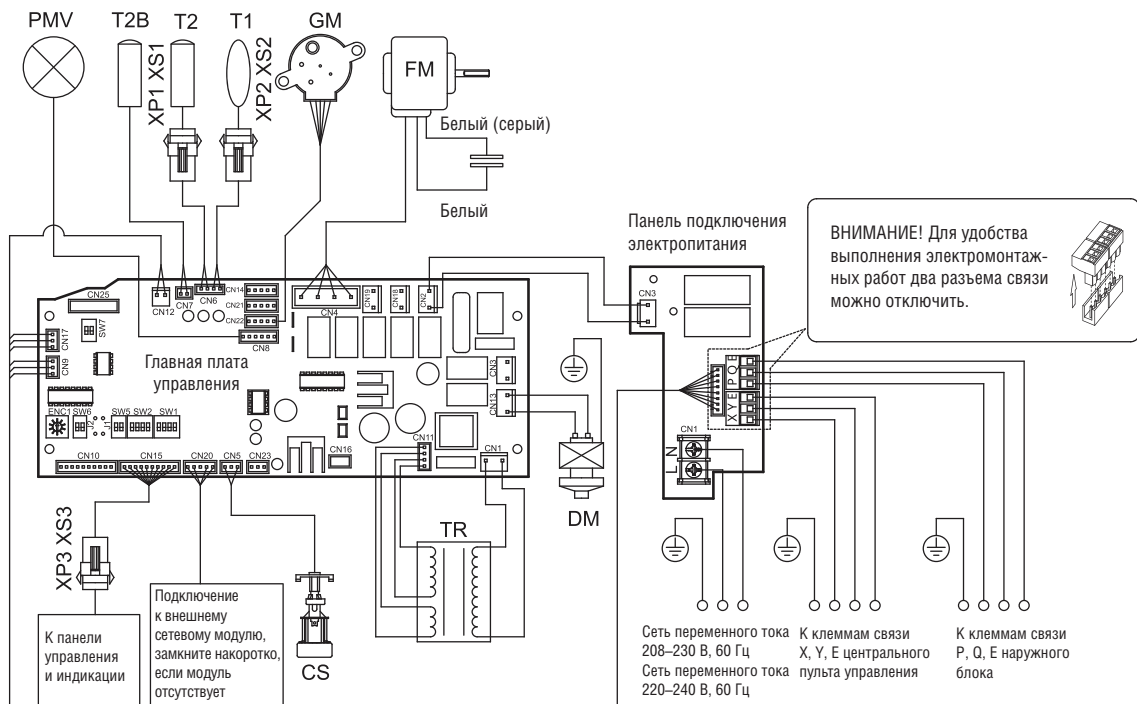 PMV
T2B
T2
T1
GM
XP1 XS1
XP2 XS2
FM
Белый (серый)
Белый
Панель подключения
электропитания
ВНИМАНИЕ! Для удобства
выполнения электромонтаж-
ных работ два разъема связи
можно отключить.
CN25
CN12
CN7
CN6
CN14
CN21
CN22
CN8
CN4
CN19
CN18
CN2
CN3
CN17
CN9
SW7
Главная плата
управления
CN3
CN13
P Q E
X Y E
CN1
L N
ENC1
SW6
J2
J1
SW5
SW2
SW1
CN11
CN10
CN15
CN20
CN5
CN23
CN16
CN1
DM
TR
XP3 XS3
CS
К панели
управления
и индикации
Подключение
к внешнему
сетевому модулю,
замкните накоротко,
если модуль
отсутствует
Сеть переменного тока
208–230 В, 60 Гц
Сеть переменного тока
220–240 В, 60 Гц
К клеммам связи
X, Y, E центрального
пульта управления
К клеммам связи
P, Q, E наружного
блока